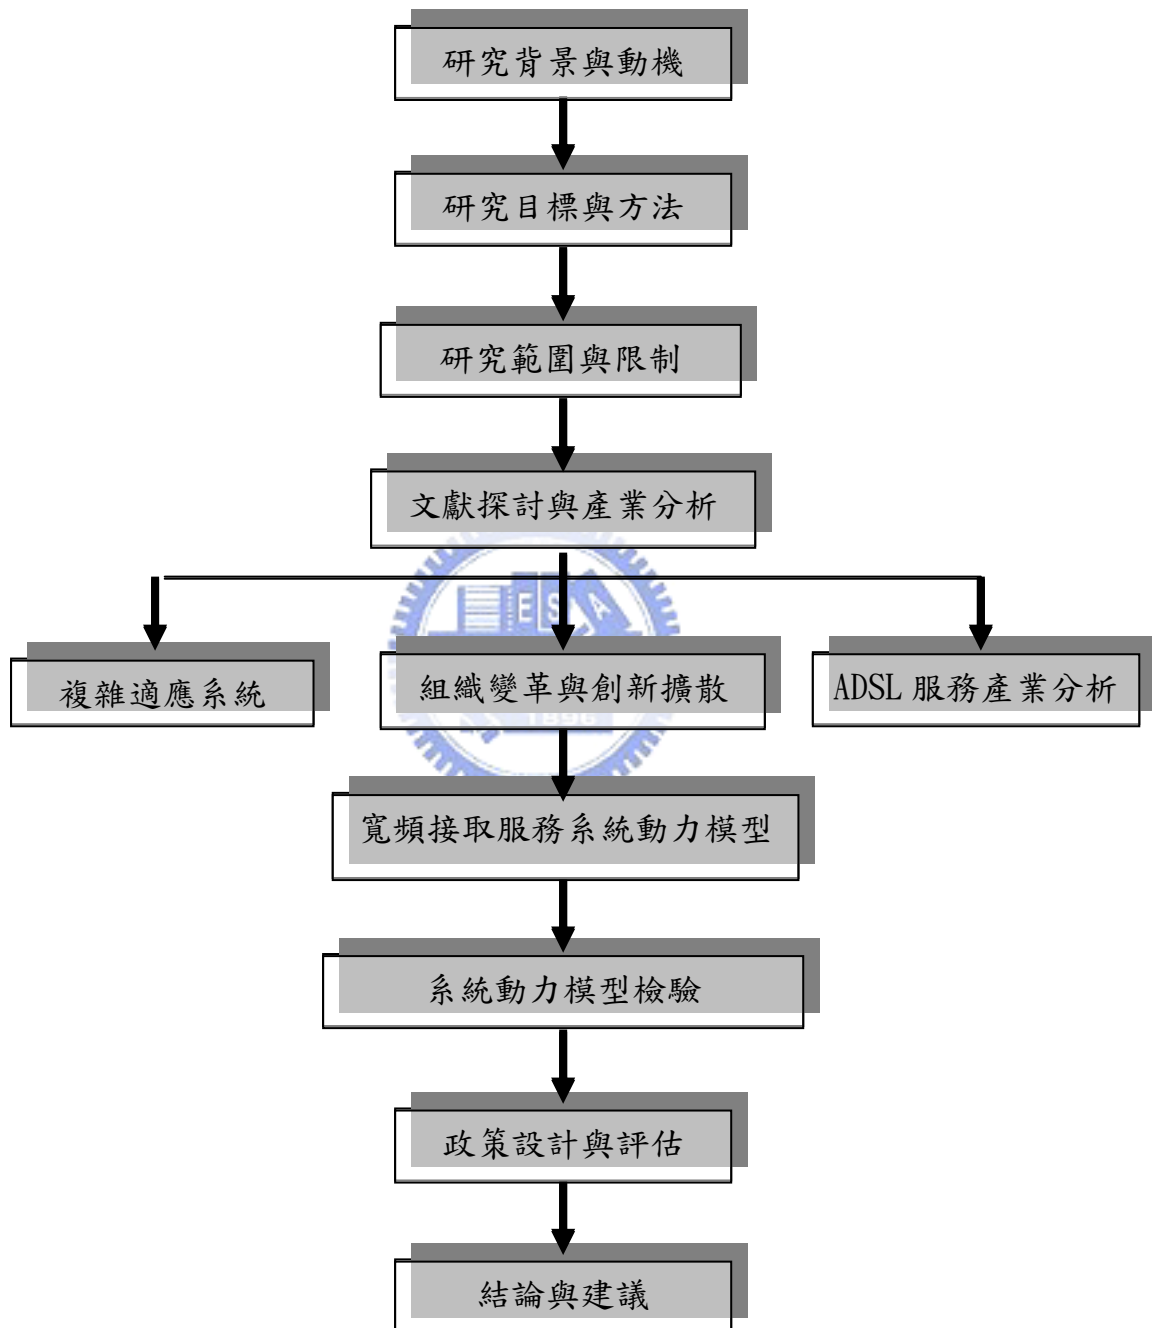 研究背景與動機
研究目標與方法
研究範圍與限制
文獻探討與產業分析
ESA
複雜適應系統
組織變革與創新擴散
ADSL 服務產業分析
1896
寬頻接取服務系統動力模型
系統動力模型檢驗
政策設計與評估
結論與建議